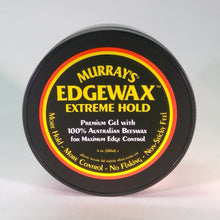 MURRAY'S
EDGEWAX™
EXTREME HOLD
PREMIUM GEL WITH
100% AUSTRALIAN BEESWAX
FOR MAXIMUM EDGE CONTROL
More Hold - More Control - No Flaking - Non-Sticky Feel